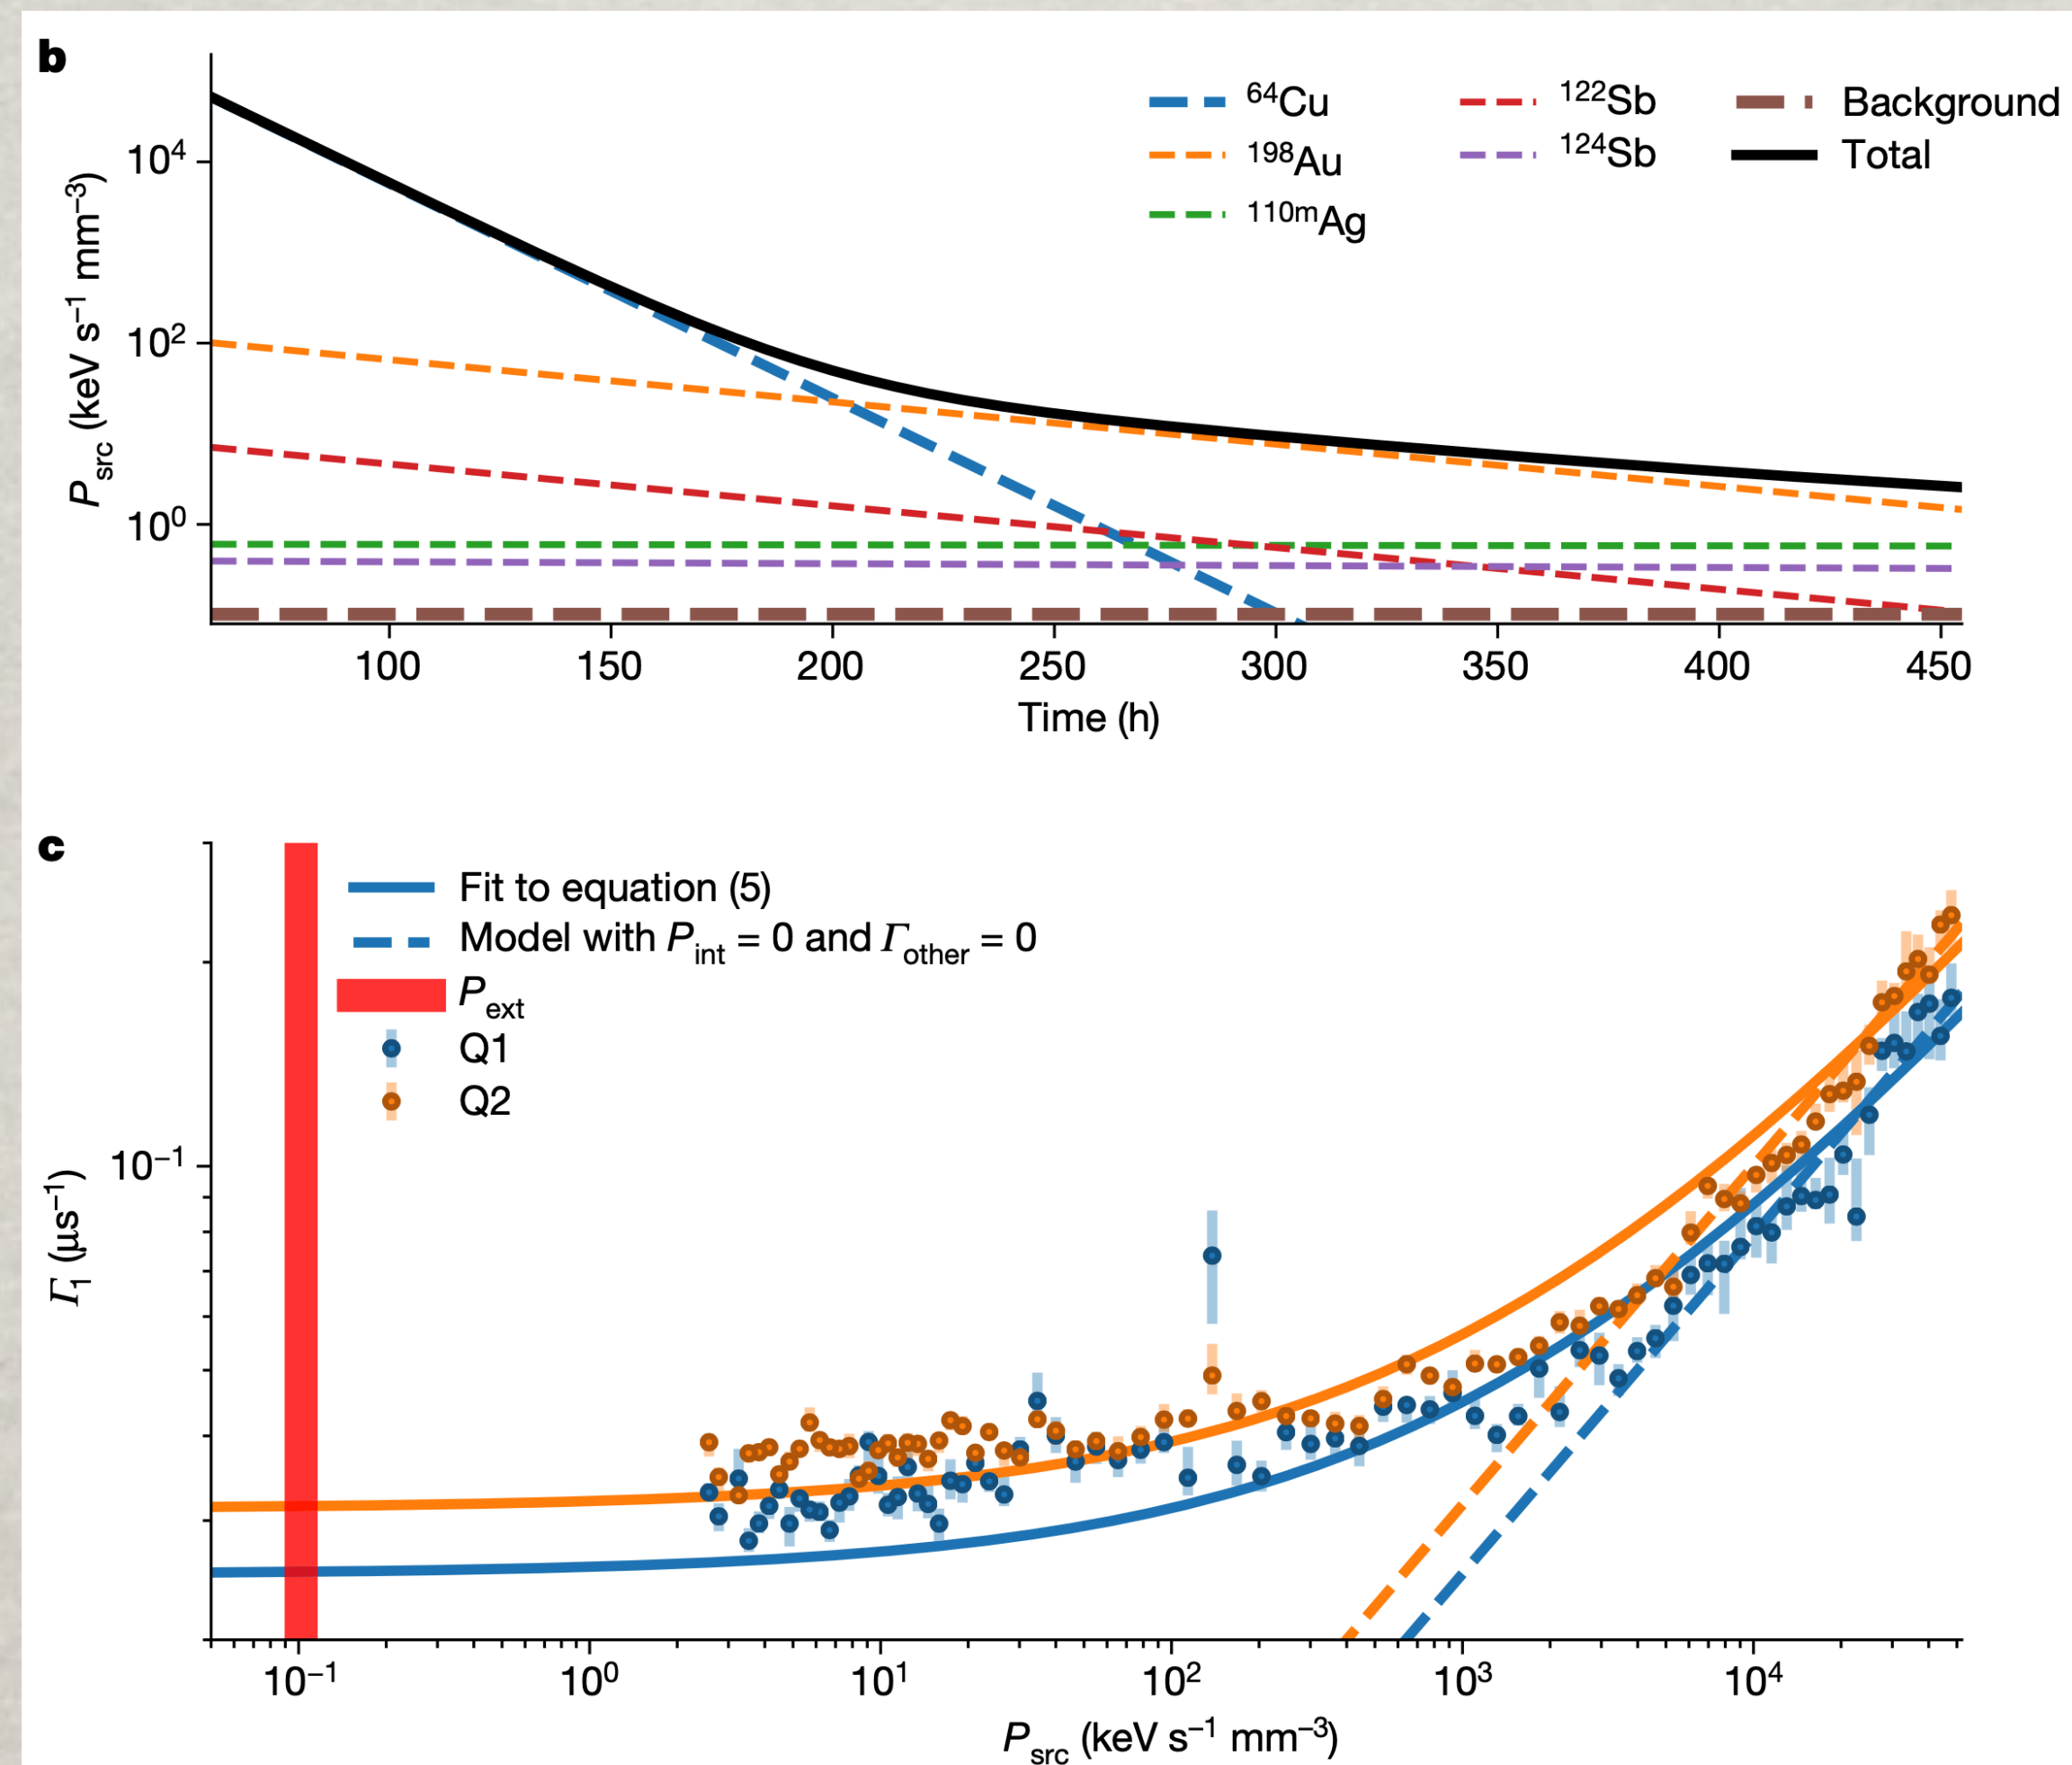 b
10⁴
10²
10⁰
P_src (keV s⁻¹ mm⁻³)
⁶⁴Cu
¹⁹⁸Au
¹¹⁰ᵐAg
¹²²Sb
¹²⁴Sb
Background
Total
100 150 200 250 300 350 400 450
Time (h)
c
Fit to equation (5)
Model with P_int = 0 and Γ_other = 0
P_ext
Q1
Q2
10⁻¹
Γ₁ (μs⁻¹)
10⁻¹ 10⁰ 10¹ 10² 10³ 10⁴
P_src (keV s⁻¹ mm⁻³)